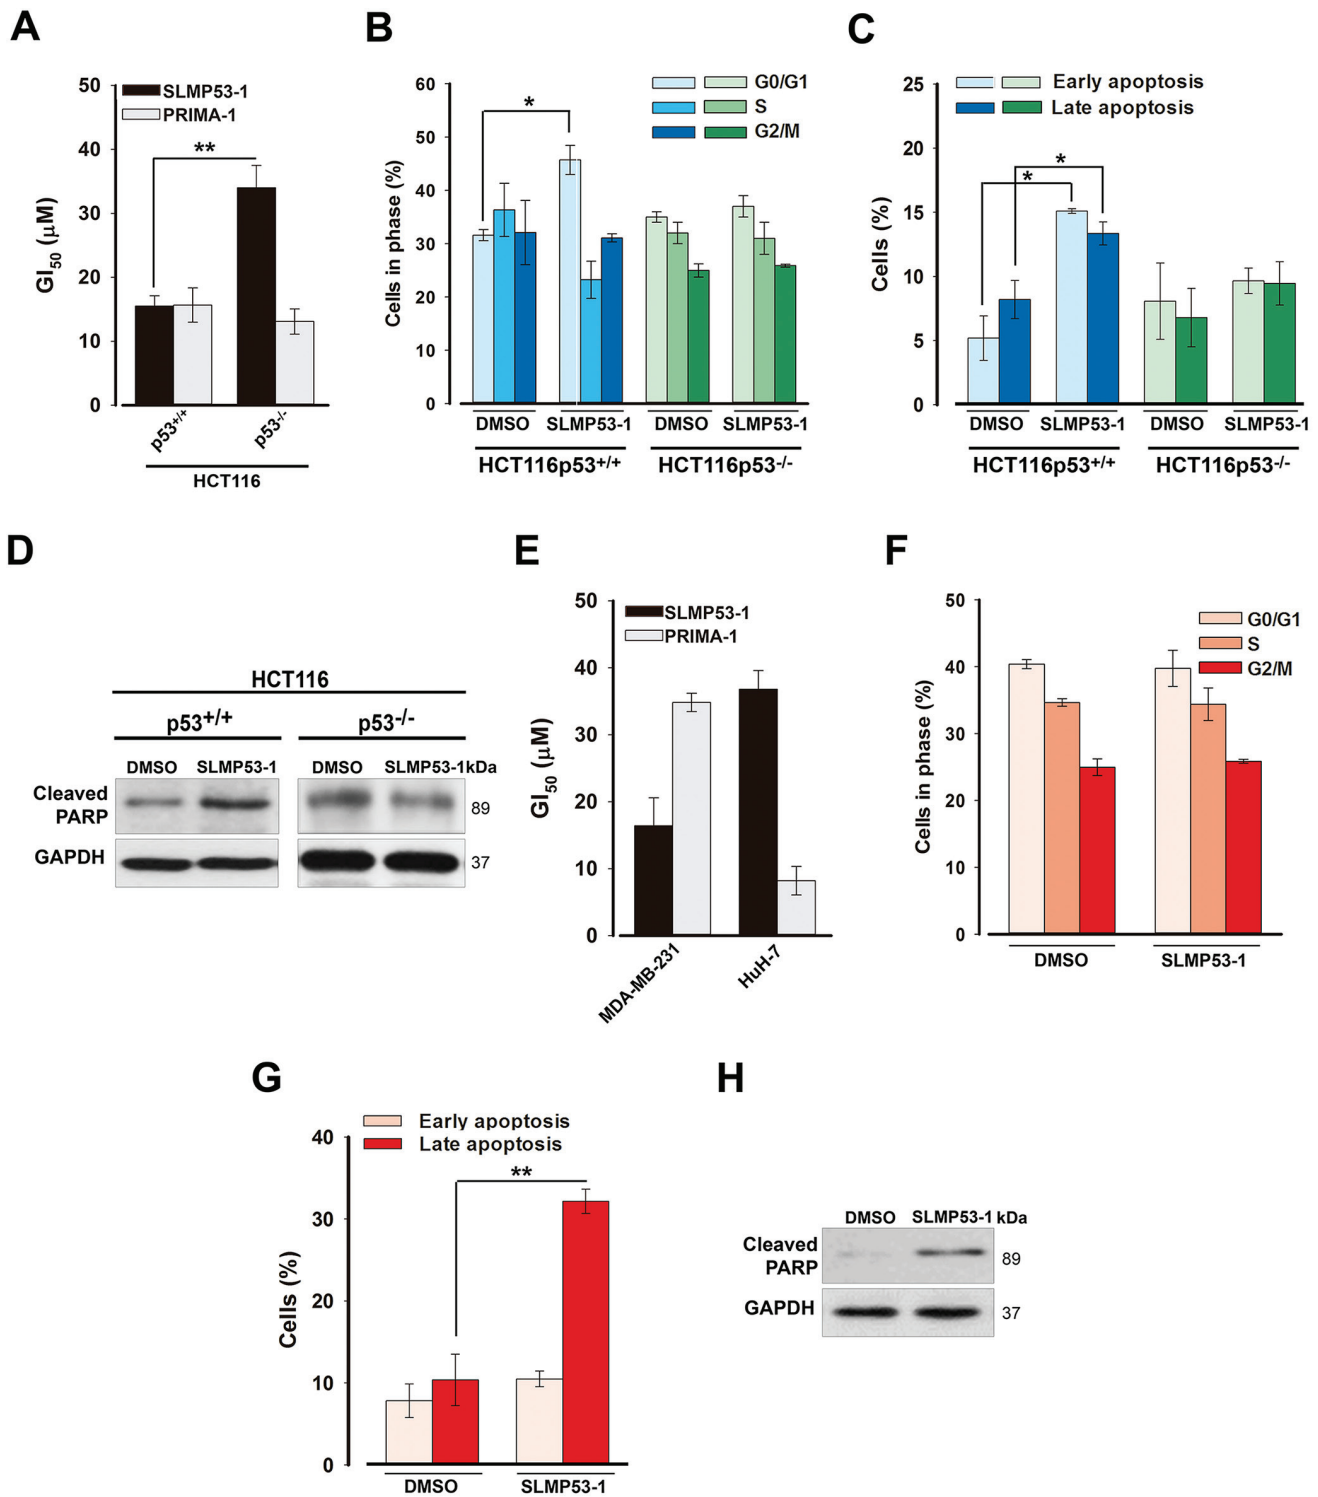 A
50
40
30
20
10
0
GI50 (µM)
SLMP53-1
PRIMA-1
**
p53+/+
p53-/-
HCT116
B
60
50
40
30
20
10
0
Cells in phase (%)
G0/G1
S
G2/M
*
DMSO SLMP53-1 DMSO SLMP53-1
HCT116p53+/+ HCT116p53-/-
C
25
20
15
10
5
0
Cells (%)
Early apoptosis
Late apoptosis
*
*
DMSO SLMP53-1 DMSO SLMP53-1
HCT116p53+/+ HCT116p53-/-
D
HCT116
p53+/+ p53-/-
DMSO SLMP53-1 DMSO SLMP53-1 kDa
Cleaved
PARP
89
GAPDH
37
E
50
40
30
20
10
0
GI50 (µM)
SLMP53-1
PRIMA-1
MDA-MB-231
HuH-7
F
50
40
30
20
10
0
Cells in phase (%)
G0/G1
S
G2/M
DMSO SLMP53-1
G
40
30
20
10
0
Cells (%)
Early apoptosis
Late apoptosis
**
DMSO SLMP53-1
H
DMSO SLMP53-1 kDa
Cleaved
PARP
89
GAPDH
37